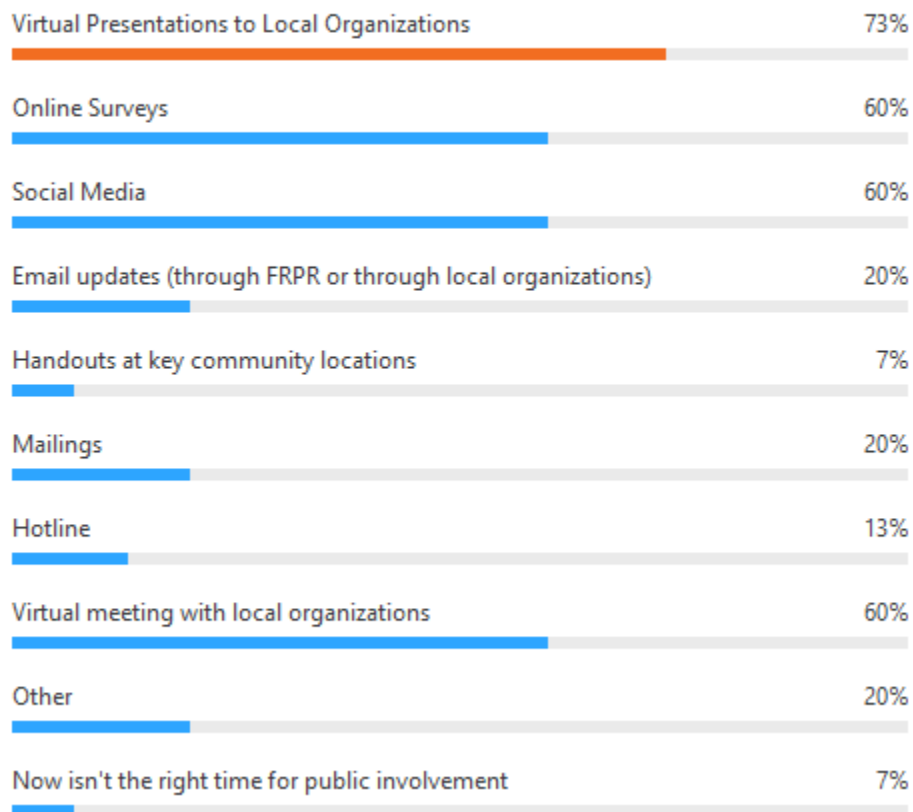 Virtual Presentations to Local Organizations 73%
Online Surveys 60%
Social Media 60%
Email updates (through FRPR or through local organizations) 20%
Handouts at key community locations 7%
Mailings 20%
Hotline 13%
Virtual meeting with local organizations 60%
Other 20%
Now isn't the right time for public involvement 7%